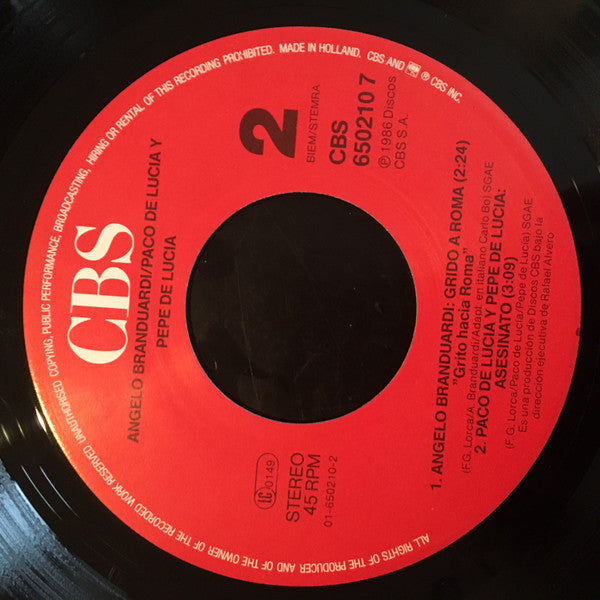 ALL RIGHTS OF THE PRODUCER AND OF THE OWNER OF THE RECORDED WORK RESERVED. UNAUTHORISED COPYING, PUBLIC PERFORMANCE, BROADCASTING, HIRING OR RENTAL OF THIS RECORDING PROHIBITED. MADE IN HOLLAND. CBS AND ℗ CBS INC.
CBS
ANGELO BRANDUARDI/PACO DE LUCIA Y
PEPE DE LUCIA
LC 0149
STEREO
45 RPM
01-650210-2
2
BIEM/STEMRA
CBS
650210 7
℗ 1986 Discos
CBS S.A.
1. ANGELO BRANDUARDI: GRIDO A ROMA (2:24)
"Grito hacia Roma"
(F.G. Lorca/A. Branduardi/Adapt. en italiano Carlo Bo) SGAE
2. PACO DE LUCIA Y PEPE DE LUCIA:
ASESINATO (3:09)
(F.G. Lorca/Paco de Lucía/Pepe de Lucía) SGAE
Es una producción de Discos CBS bajo la
dirección ejecutiva de Rafael Alvero